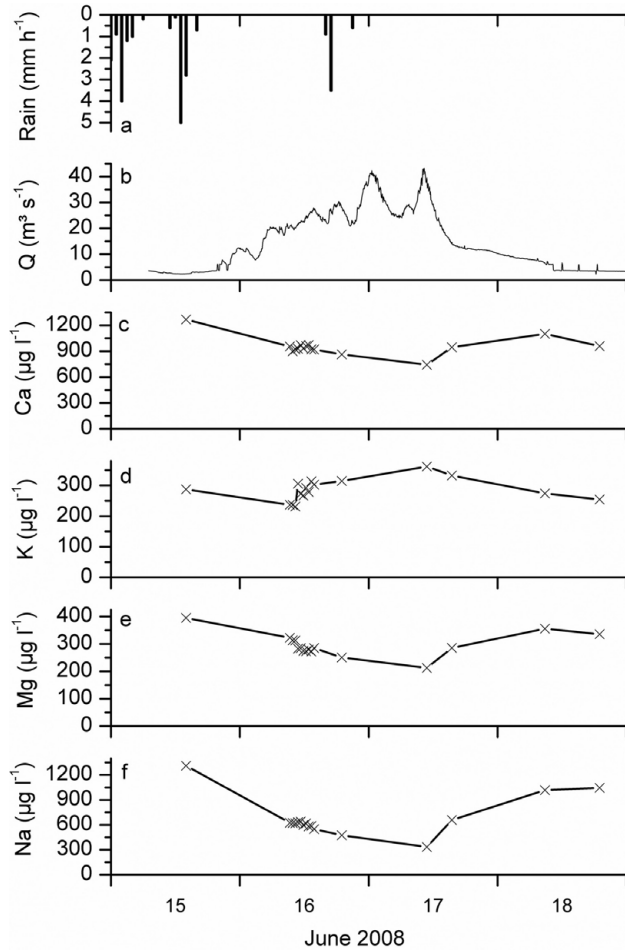 0
1
2
3
4
5
Rain (mm h⁻¹)
a
40
30
20
10
0
Q (m³ s⁻¹)
b
1200
900
600
300
0
Ca (µg l⁻¹)
c
300
200
100
0
K (µg l⁻¹)
d
400
300
200
100
0
Mg (µg l⁻¹)
e
1200
900
600
300
0
Na (µg l⁻¹)
f
15 16 17 18
June 2008